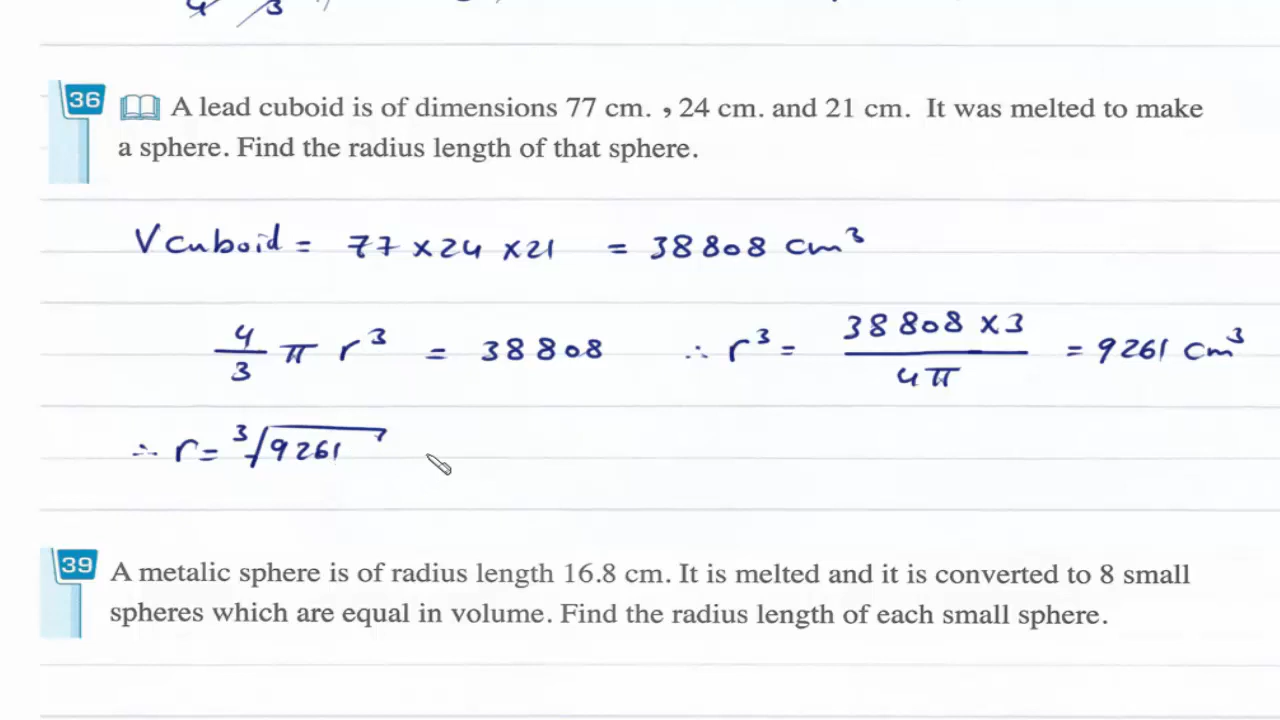 36 A lead cuboid is of dimensions 77 cm. , 24 cm. and 21 cm. It was melted to make
a sphere. Find the radius length of that sphere.
V cuboid = 77 × 24 × 21 = 38808 cm³
4/3 π r³ = 38808 ∴ r³ = 38808 × 3 / 4π = 9261 cm³
∴ r = ³√9261
39 A metalic sphere is of radius length 16.8 cm. It is melted and it is converted to 8 small
spheres which are equal in volume. Find the radius length of each small sphere.